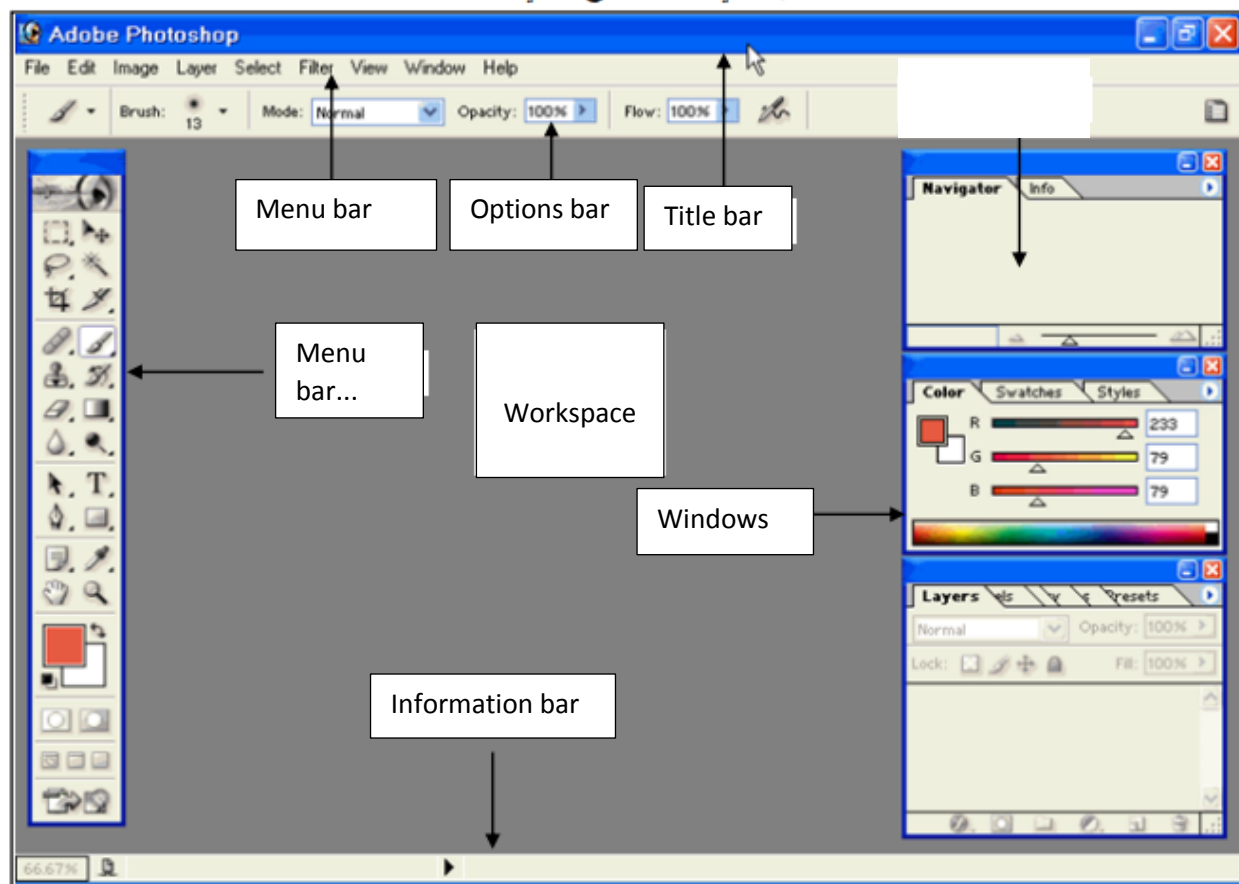 Adobe Photoshop
File Edit Image Layer Select Filter View Window Help
Brush: 13 Mode: Normal Opacity: 100% Flow: 100%
Menu bar
Options bar
Title bar
Navigator Info
Menu
bar...
Workspace
Color Swatches Styles
R 233
G 79
B 79
Windows
Layers els Presets
Normal Opacity: 100%
Lock: Fill: 100%
T
Information bar
66.67%